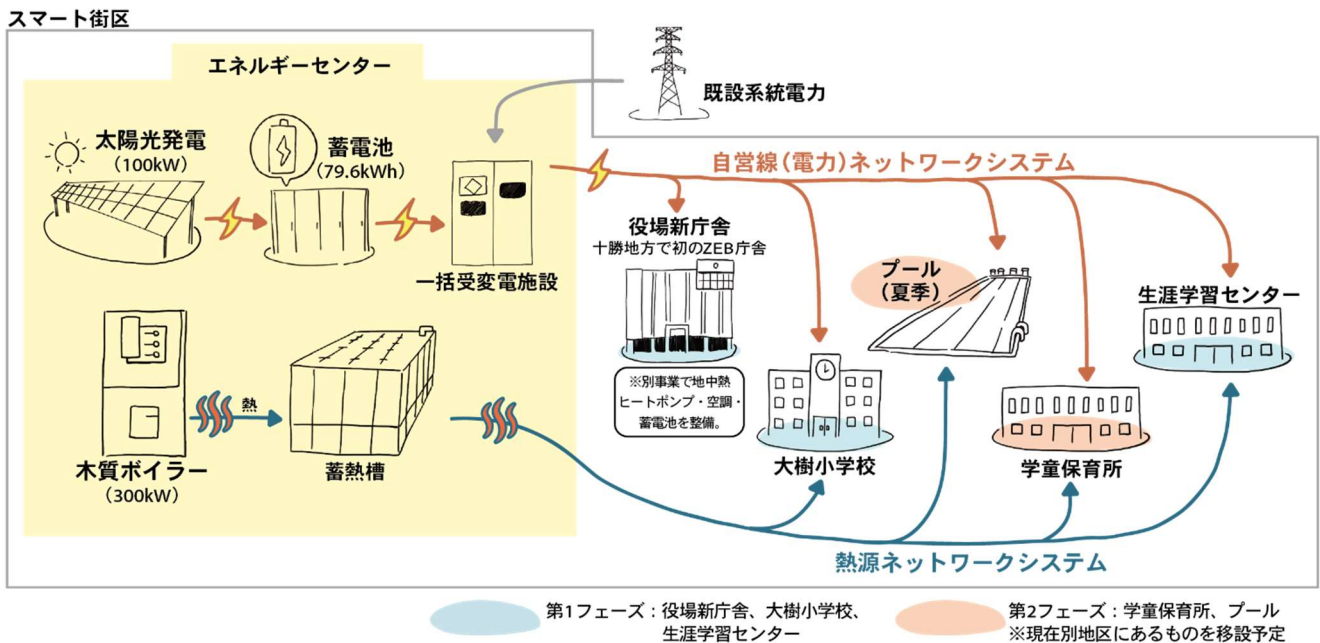 スマート街区
エネルギーセンター
既設系統電力
太陽光発電
（100kW）
蓄電池
（79.6kWh）
一括受変電施設
自営線（電力）ネットワークシステム
役場新庁舎
十勝地方で初のZEB庁舎
※別事業で地中熱
ヒートポンプ・空調・
蓄電池を整備。
プール
（夏季）
生涯学習センター
大樹小学校
学童保育所
熱
木質ボイラー
（300kW）
蓄熱槽
熱源ネットワークシステム
第1フェーズ：役場新庁舎、大樹小学校、
生涯学習センター
第2フェーズ：学童保育所、プール
※現在別地区にあるものを移設予定